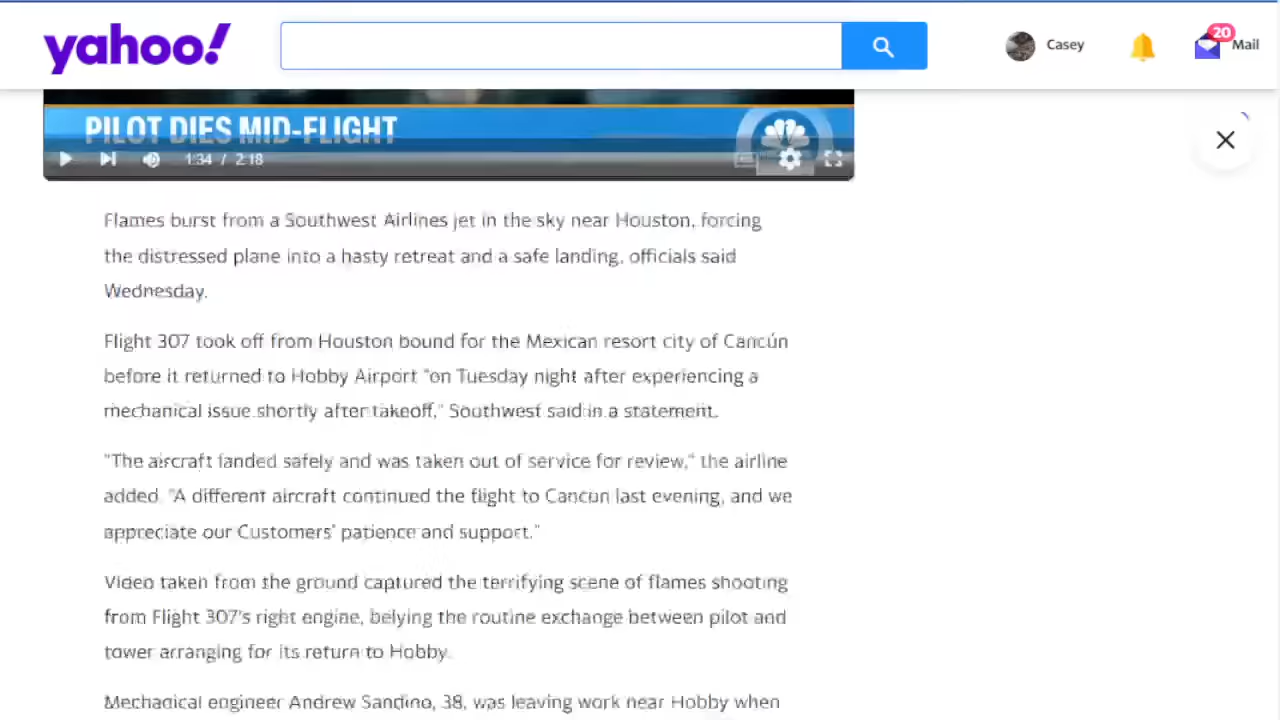 yahoo!
Casey
20
Mail
PILOT DIES MID-FLIGHT
1:34 / 2:18
Flames burst from a Southwest Airlines jet in the sky near Houston, forcing
the distressed plane into a hasty retreat and a safe landing, officials said
Wednesday.
Flight 307 took off from Houston bound for the Mexican resort city of Cancún
before it returned to Hobby Airport "on Tuesday night after experiencing a
mechanical issue shortly after takeoff," Southwest said in a statement.
"The aircraft landed safely and was taken out of service for review," the airline
added. "A different aircraft continued the flight to Cancun last evening, and we
appreciate our Customers' patience and support."
Video taken from the ground captured the terrifying scene of flames shooting
from Flight 307's right engine, belying the routine exchange between pilot and
tower arranging for its return to Hobby.
Mechanical engineer Andrew Sandino, 38, was leaving work near Hobby when